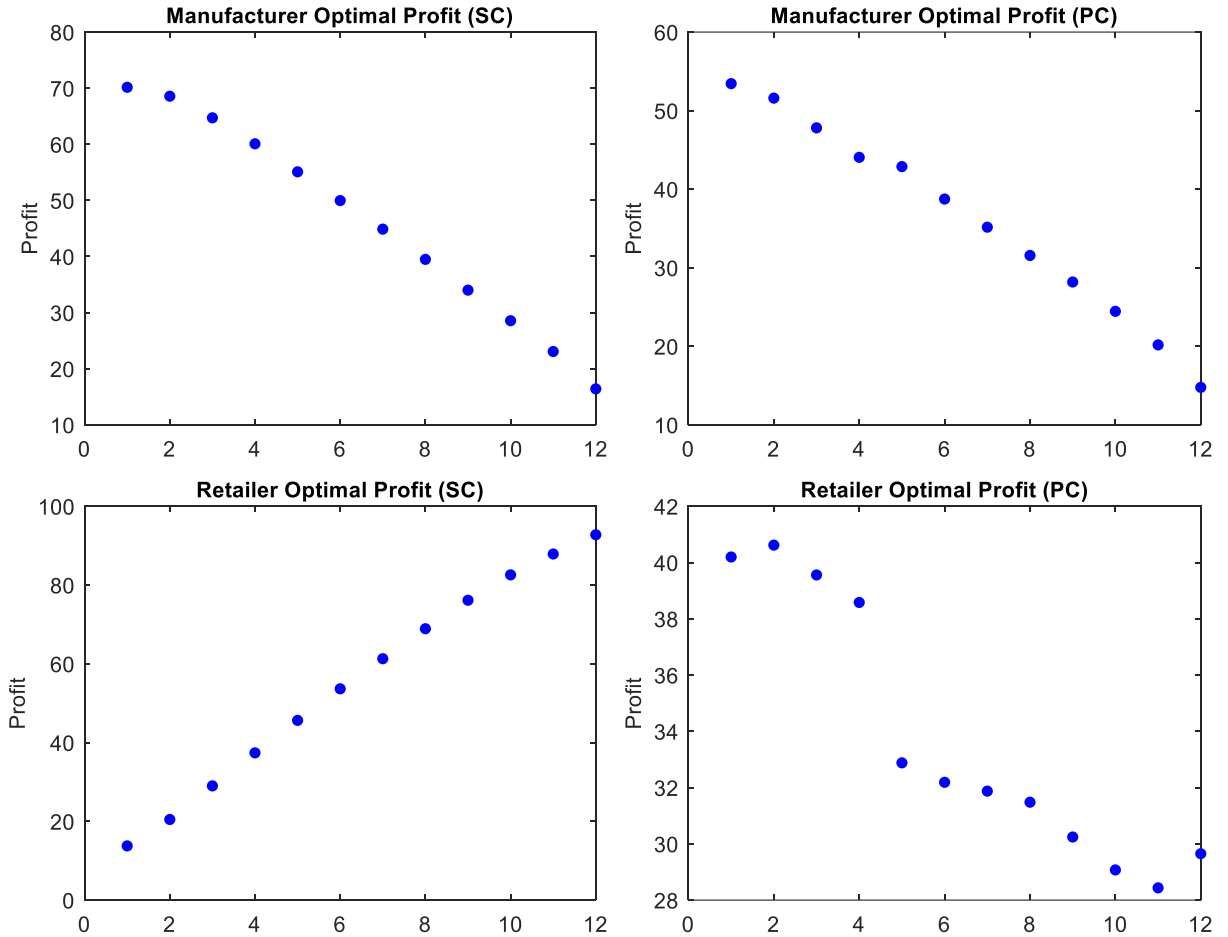 Manufacturer Optimal Profit (SC)
80
70
60
50
40
30
20
10
0 2 4 6 8 10 12
Profit
Manufacturer Optimal Profit (PC)
60
50
40
30
20
10
0 2 4 6 8 10 12
Profit
Retailer Optimal Profit (SC)
100
80
60
40
20
0
0 2 4 6 8 10 12
Profit
Retailer Optimal Profit (PC)
42
40
38
36
34
32
30
28
0 2 4 6 8 10 12
Profit